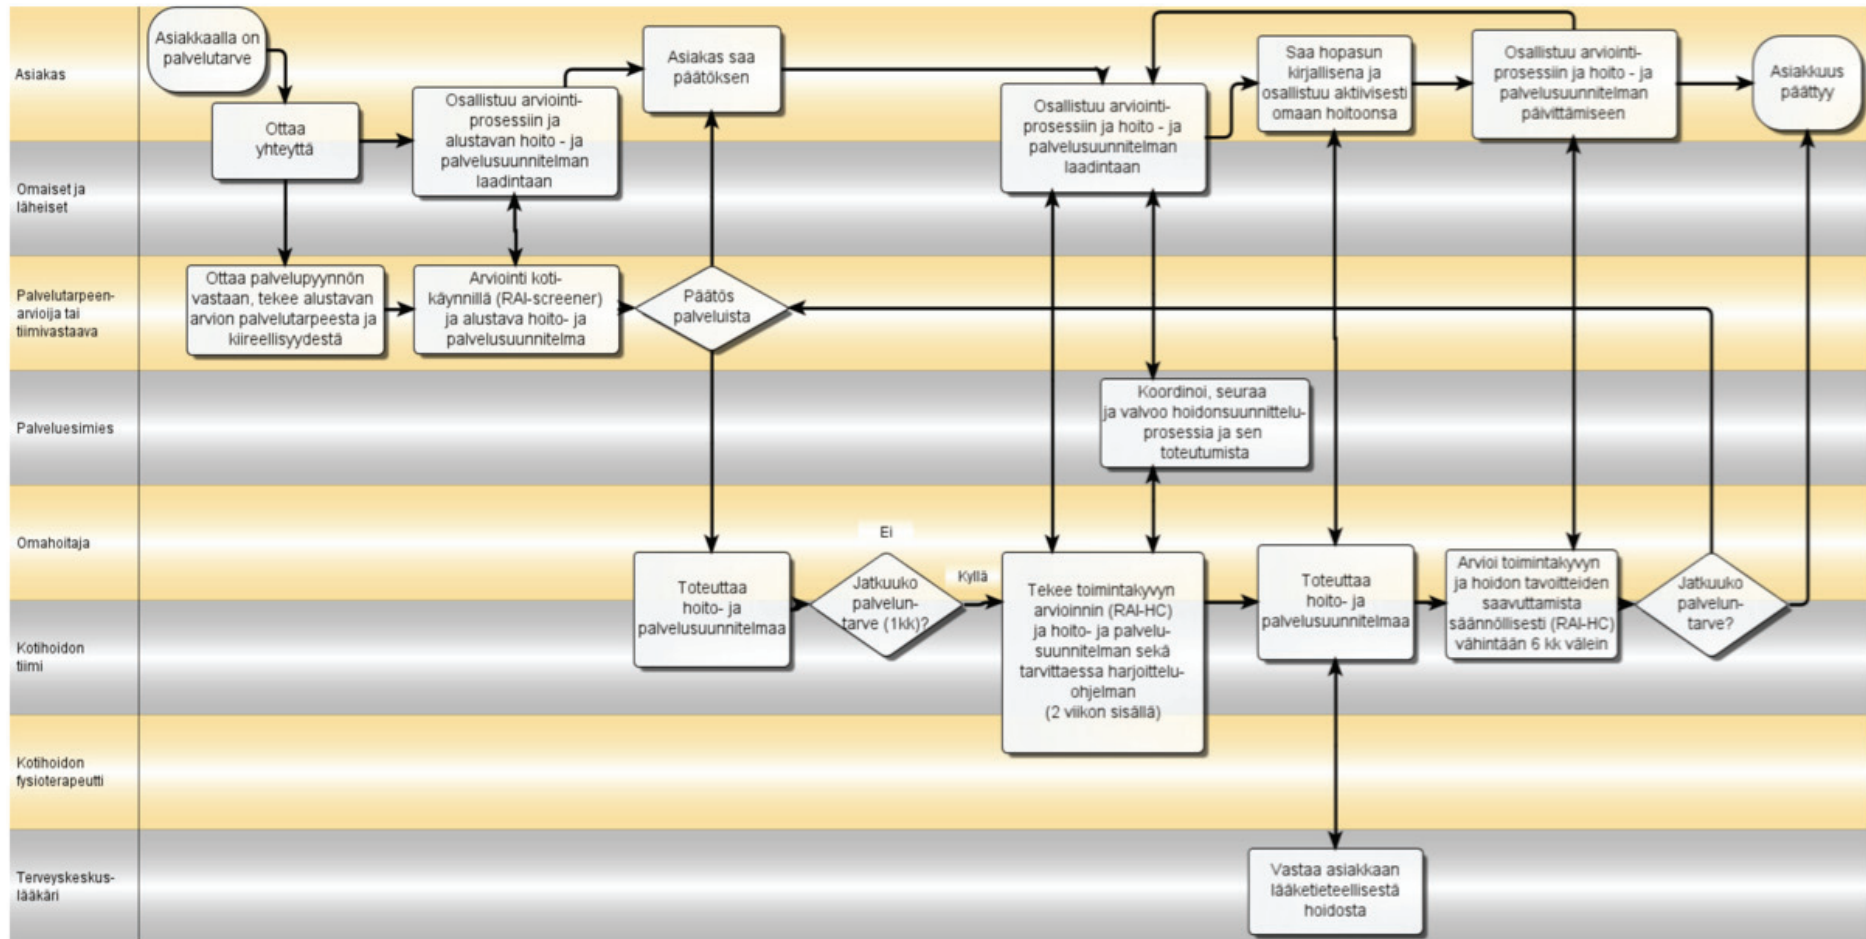 Asiakas
Asiakkaalla on
palvelutarve
Ottaa
yhteyttä
Osallistuu arviointi-
prosessiin ja
alustavan hoito - ja
palvelusuunnitelman
laadintaan
Asiakas saa
päätöksen
Osallistuu arviointi-
prosessiin ja hoito - ja
palvelusuunnitelman
laadintaan
Saa hopasun
kirjallisena ja
osallistuu aktiivisesti
omaan hoitoonsa
Osallistuu arviointi-
prosessiin ja hoito - ja
palvelusuunnitelman
päivittämiseen
Asiakkuus
päättyy
Omaiset ja
läheiset
Palvelutarpeen-
arvioija tai
tiimivastaava
Ottaa palvelupyynnön
vastaan, tekee alustavan
arvion palvelutarpeesta ja
kiireellisyydestä
Arviointi koti-
käynnillä (RAI-screener)
ja alustava hoito- ja
palvelusuunnitelma
Päätös
palveluista
Palveluesimies
Koordinoi, seuraa
ja valvoo hoidonsuunnittelu-
prosessia ja sen
toteutumista
Omahoitaja
Kotihoidon
tiimi
Toteuttaa
hoito- ja
palvelusuunnitelmaa
Ei
Jatkuuko
palvelun-
tarve (1kk)?
Kyllä
Tekee toimintakyvyn
arvioinnin (RAI-HC)
ja hoito- ja palvelu-
suunnitelman sekä
tarvittaessa harjoittelu-
ohjelman
(2 viikon sisällä)
Toteuttaa
hoito- ja
palvelusuunnitelmaa
Arvioi toimintakyvyn
ja hoidon tavoitteiden
saavuttamista
säännöllisesti (RAI-HC)
vähintään 6 kk välein
Jatkuuko
palvelun-
tarve?
Kotihoidon
fysioterapeutti
Terveyskeskus-
lääkäri
Vastaa asiakkaan
lääketieteellisestä
hoidosta